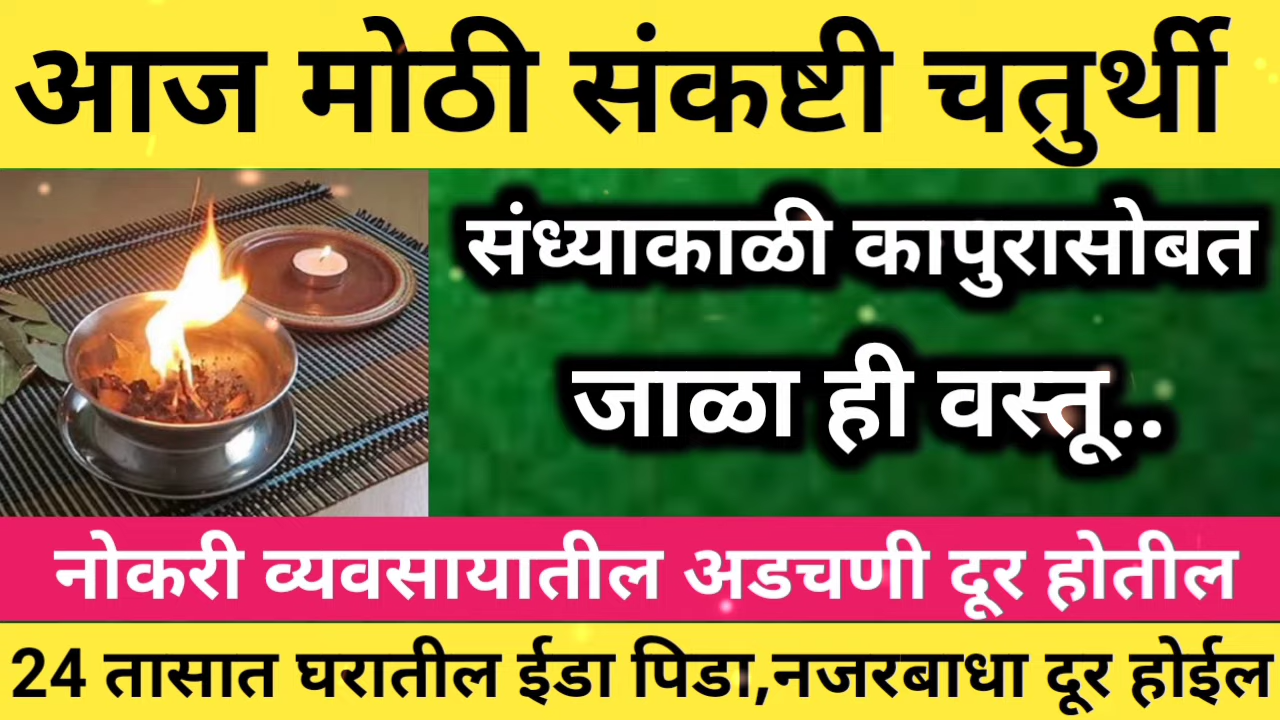 आज मोठी संकष्टी चतुर्थी
संध्याकाळी कापुरासोबत
जाळा ही वस्तू..
नोकरी व्यवसायातील अडचणी दूर होतील
24 तासात घरातील ईडा पिडा,नजरबाधा दूर होईल